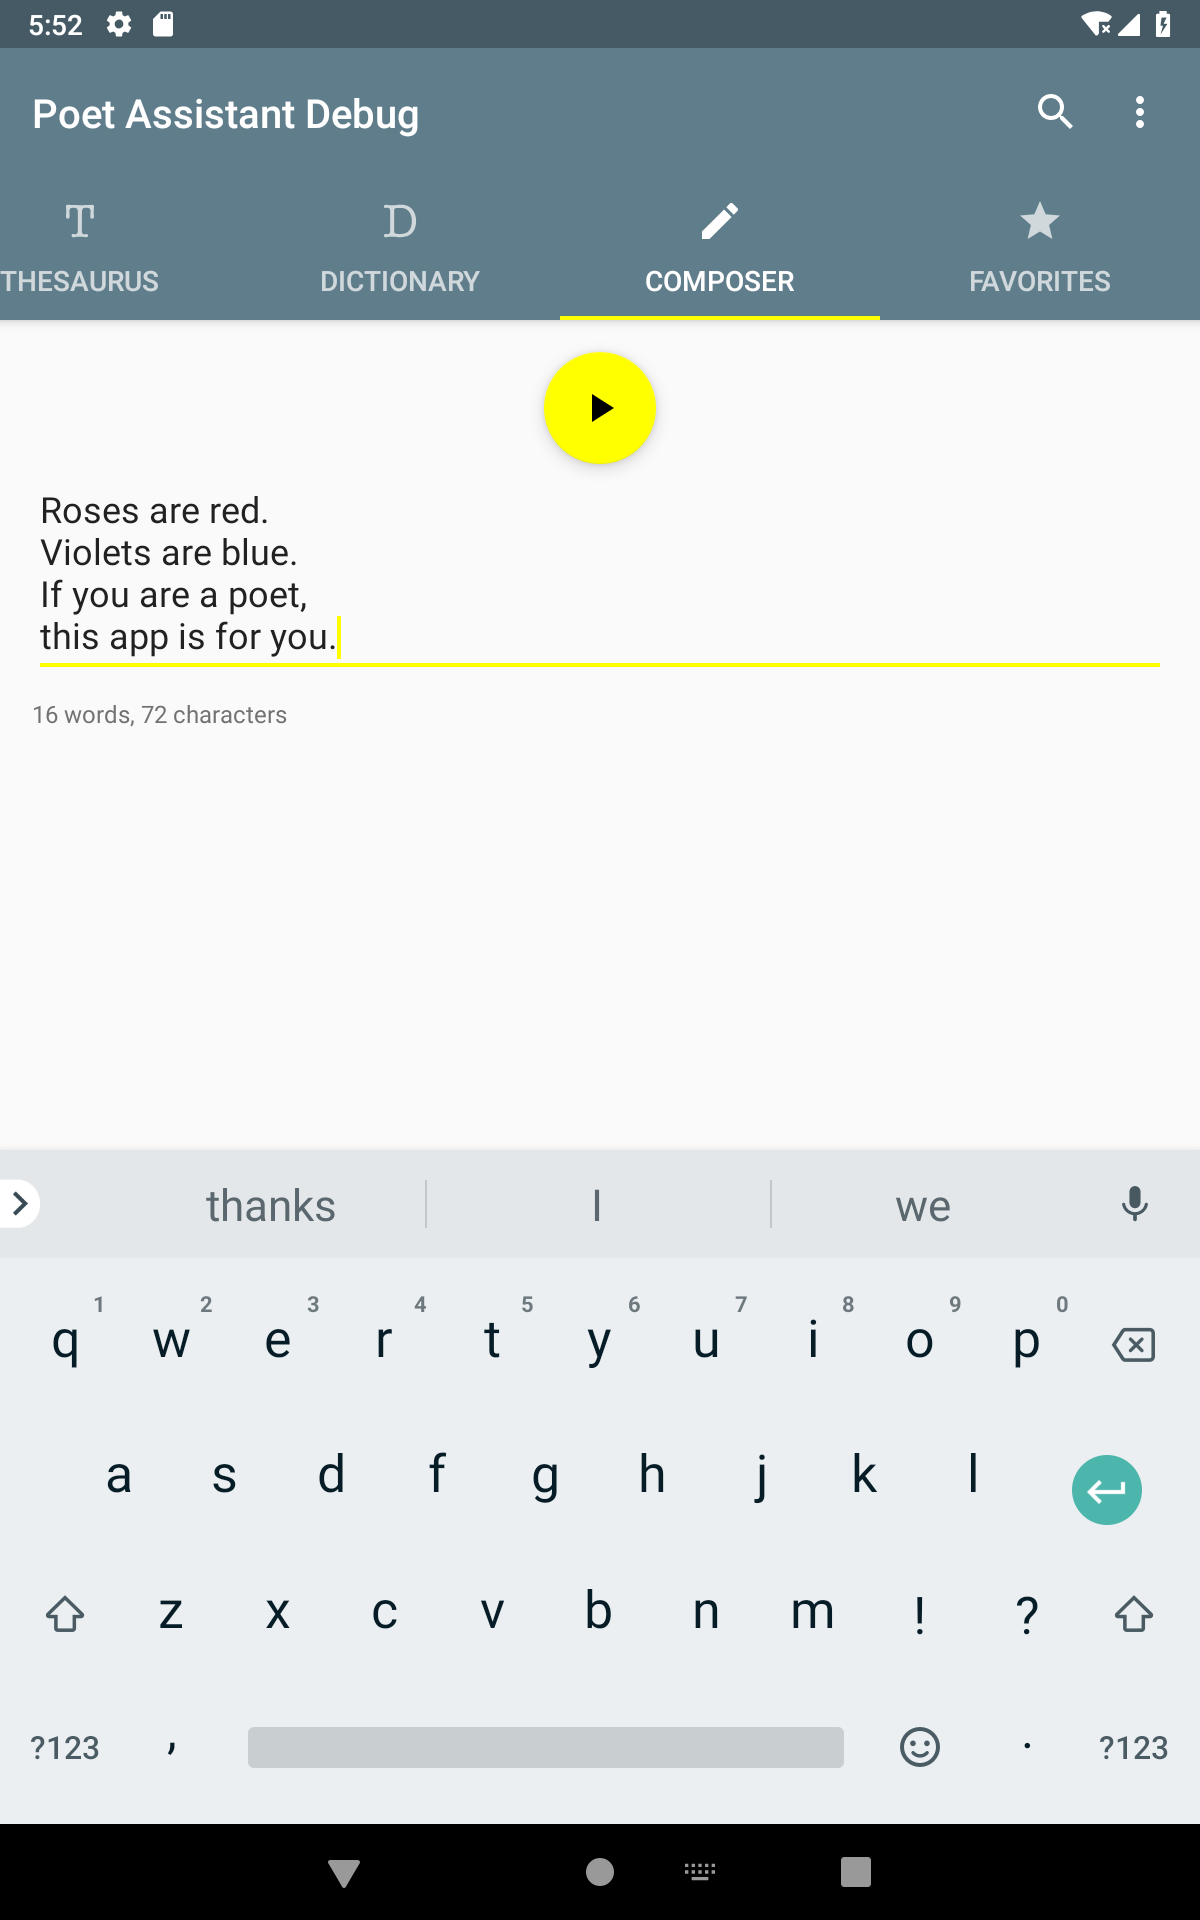 5:52
Poet Assistant Debug
T D
THESAURUS DICTIONARY COMPOSER FAVORITES
Roses are red.
Violets are blue.
If you are a poet,
this app is for you.
16 words, 72 characters
thanks I we
1 2 3 4 5 6 7 8 9 0
q w e r t y u i o p
a s d f g h j k l
z x c v b n m ! ?
?123 , . ?123